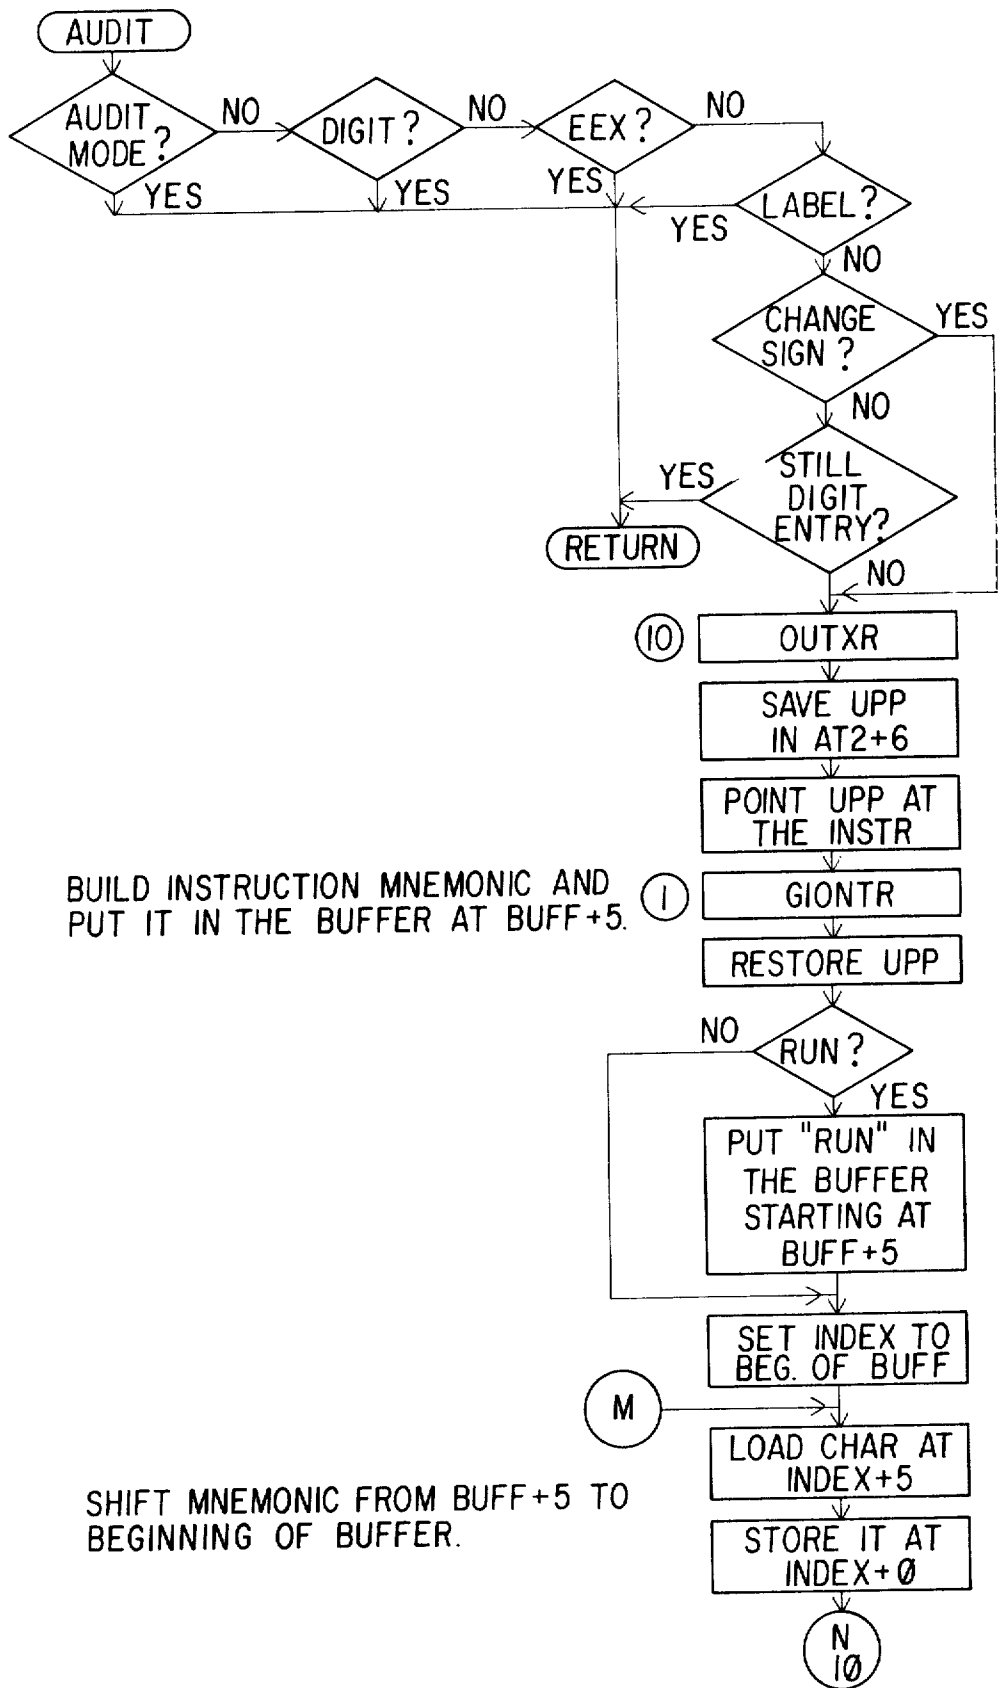 AUDIT
AUDIT
MODE?
NO
DIGIT?
NO
EEX?
NO
YES
YES
YES
LABEL?
YES
NO
CHANGE
SIGN?
YES
NO
STILL
DIGIT
ENTRY?
YES
RETURN
NO
10
OUTXR
SAVE UPP
IN AT2+6
POINT UPP AT
THE INSTR
BUILD INSTRUCTION MNEMONIC AND
PUT IT IN THE BUFFER AT BUFF+5.
1
GIONTR
RESTORE UPP
NO
RUN?
YES
PUT "RUN" IN
THE BUFFER
STARTING AT
BUFF+5
SET INDEX TO
BEG. OF BUFF
M
LOAD CHAR AT
INDEX+5
SHIFT MNEMONIC FROM BUFF+5 TO
BEGINNING OF BUFFER.
STORE IT AT
INDEX+Ø
N
1Ø